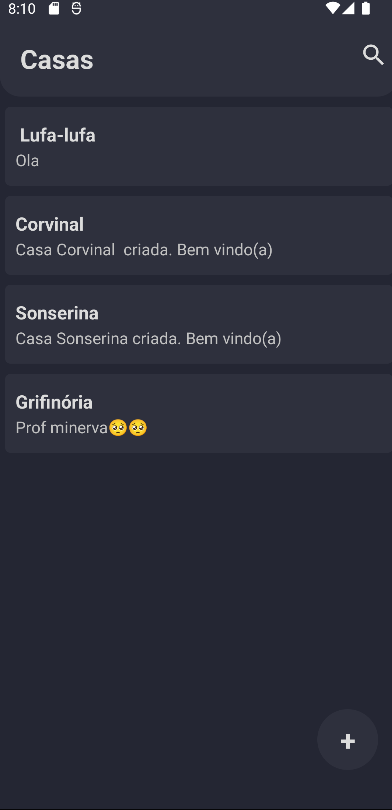 8:10
Casas
Lufa-lufa
Ola
Corvinal
Casa Corvinal  criada. Bem vindo(a)
Sonserina
Casa Sonserina criada. Bem vindo(a)
Grifinória
Prof minerva🥺🥺
+